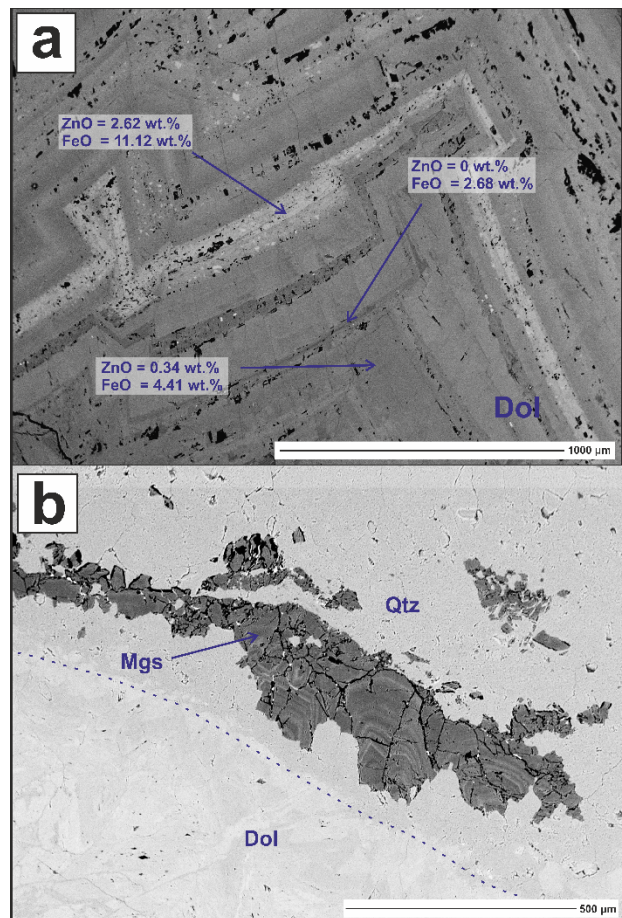 a
ZnO = 2.62 wt.%
FeO = 11.12 wt.%
ZnO = 0 wt.%
FeO = 2.68 wt.%
ZnO = 0.34 wt.%
FeO = 4.41 wt.%
Dol
1000 µm
b
Qtz
Mgs
Dol
500 µm